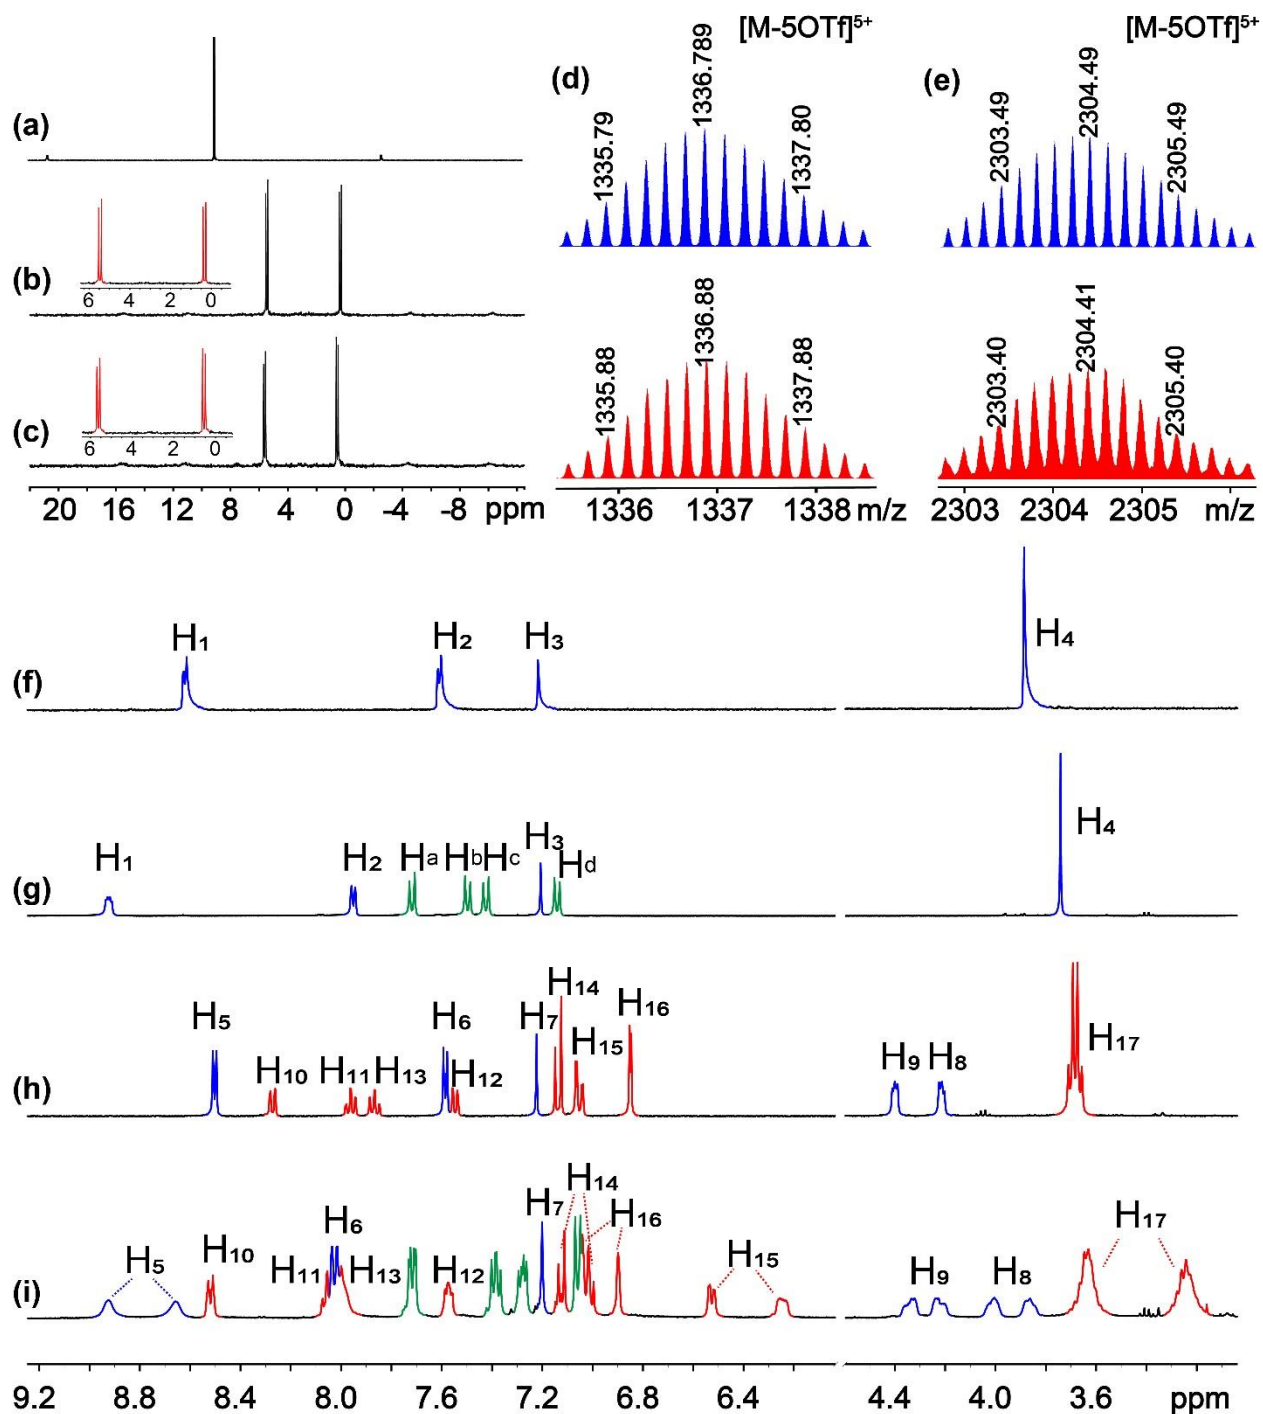 (a)
(b)
6 4 2 0
(c)
6 4 2 0
20 16 12 8 4 0 -4 -8 ppm
[M-5OTf]5+
(d)
1335.79 1336.789 1337.80
1335.88 1336.88 1337.88
1336 1337 1338 m/z
[M-5OTf]5+
(e)
2303.49 2304.49 2305.49
2303.40 2304.41 2305.40
2303 2304 2305 m/z
(f)
H1 H2 H3 H4
(g)
H1 H2 Ha Hb Hc H3 Hd H4
(h)
H5 H10 H11 H13 H6 H12 H7 H14 H15 H16 H9 H8 H17
(i)
H5 H10 H11 H6 H13 H12 H7 H14 H16 H15 H9 H8 H17
9.2 8.8 8.4 8.0 7.6 7.2 6.8 6.4 4.4 4.0 3.6 ppm